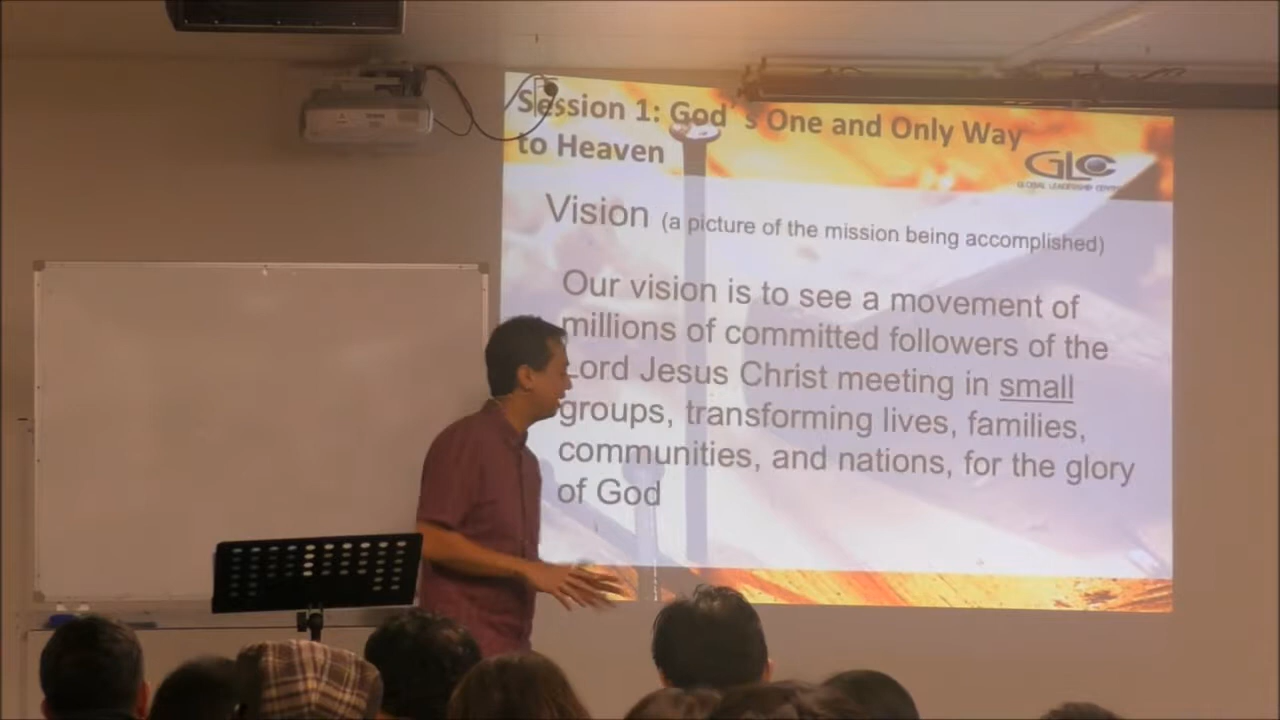 Session 1: God's One and Only Way
to Heaven
GLC
GLOBAL LEADERSHIP CENTER
Vision (a picture of the mission being accomplished)
Our vision is to see a movement of
millions of committed followers of the
Lord Jesus Christ meeting in small
groups, transforming lives, families,
communities, and nations, for the glory
of God